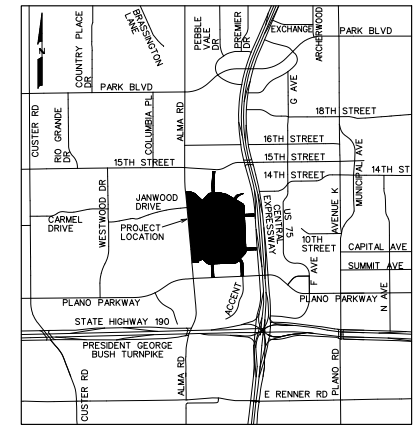 COUNTRY PLACE
DR
BRASSINGTON
LANE
PEBBLE
VALE
DR
PREMIER
DR
EXCHANGE
ARCHERWOOD
PARK BLVD
CUSTER RD
RIO GRANDE
DR
PARK BLVD
COLUMBIA PL
ALMA RD
G AVE
18TH STREET
16TH STREET
15TH STREET
15TH STREET
14TH STREET
MUNICIPAL AVE
14TH ST
WESTWOOD DR
JANWOOD
DRIVE
CARMEL
DRIVE
PROJECT
LOCATION
US 75
CENTRAL
EXPRESSWAY
AVENUE K
10TH
STREET
CAPITAL AVE
SUMMIT AVE
F AVE
N AVE
PLANO PARKWAY
ACCENT
PLANO PARKWAY
STATE HIGHWAY 190
PRESIDENT GEORGE
BUSH TURNPIKE
CUSTER RD
ALMA RD
PLANO RD
E RENNER RD